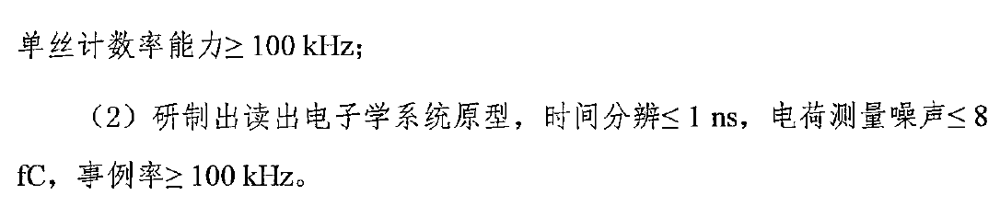 单丝计数率能力≥ 100 kHz;
（2）研制出读出电子学系统原型，时间分辨≤ 1 ns，电荷测量噪声≤ 8
fC，事例率≥ 100 kHz。